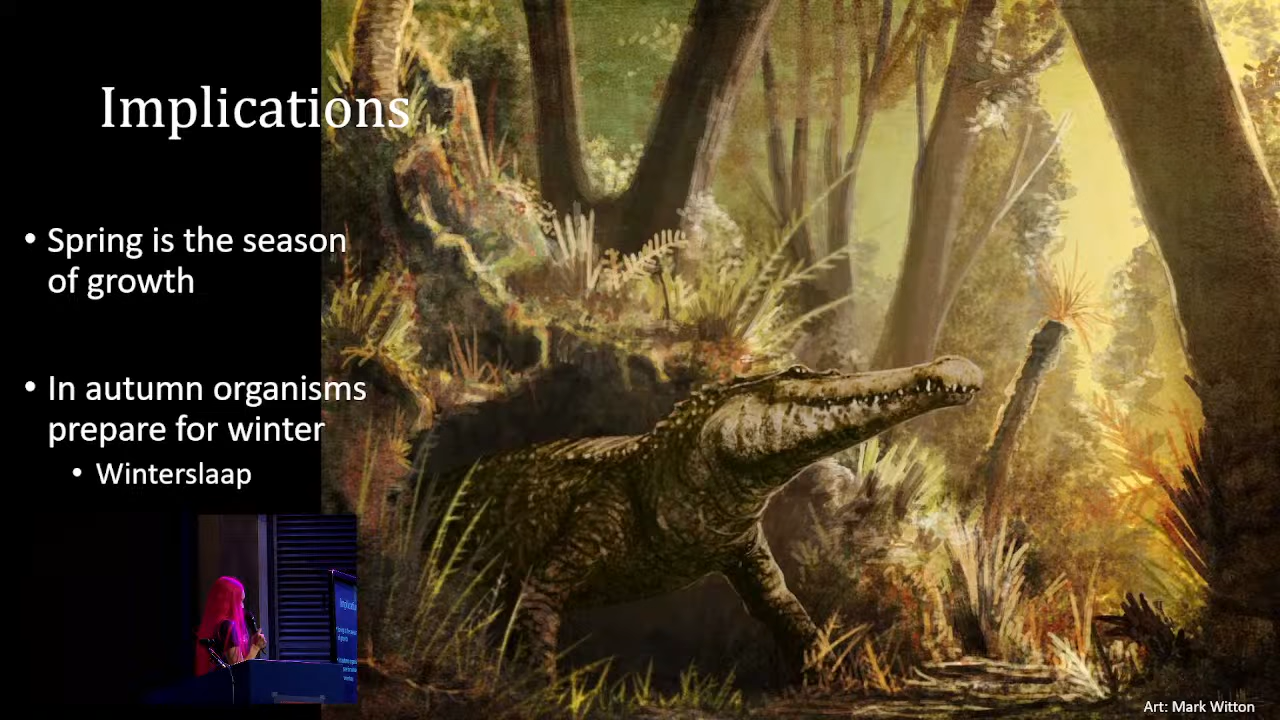 Implications
• Spring is the season
of growth
• In autumn organisms
prepare for winter
• Winterslaap
Art: Mark Witton